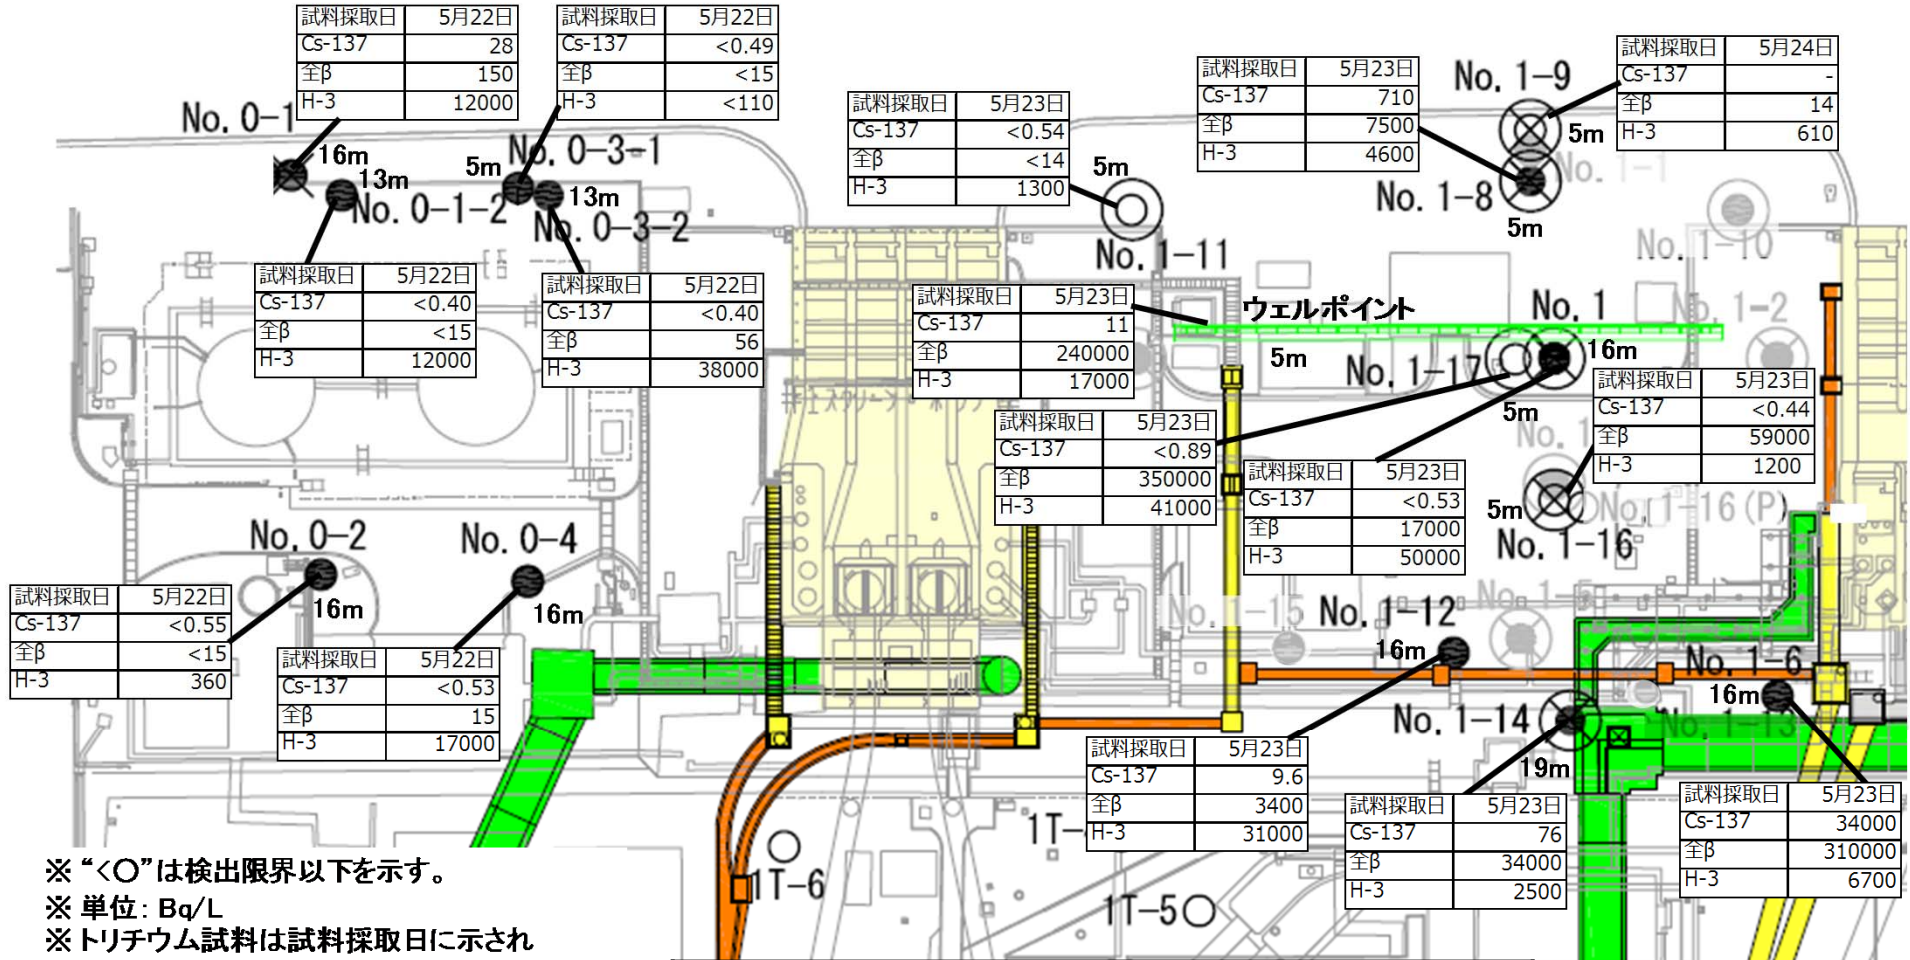 試料採取日 5月22日
Cs-137 28
全β 150
H-3 12000
試料採取日 5月22日
Cs-137 <0.49
全β <15
H-3 <110
試料採取日 5月23日
Cs-137 <0.54
全β <14
H-3 1300
試料採取日 5月23日
Cs-137 710
全β 7500
H-3 4600
試料採取日 5月24日
Cs-137 -
全β 14
H-3 610
No. 0-1
16m
13m
No. 0-1-2
5m
No. 0-3-1
13m
No. 0-3-2
5m
No. 1-11
No. 1-9
5m
No. 1-1
No. 1-8
5m
No. 1-10
試料採取日 5月22日
Cs-137 <0.40
全β <15
H-3 12000
試料採取日 5月22日
Cs-137 <0.40
全β 56
H-3 38000
試料採取日 5月23日
Cs-137 11
全β 240000
H-3 17000
ウェルポイント
5m
No. 1
16m
No. 1-2
No. 1-17
5m
試料採取日 5月23日
Cs-137 <0.44
全β 59000
H-3 1200
試料採取日 5月23日
Cs-137 <0.89
全β 350000
H-3 41000
試料採取日 5月23日
Cs-137 <0.53
全β 17000
H-3 50000
No. 1
5m
No. 1-16(P)
No. 1-16
No. 0-2
16m
No. 0-4
16m
試料採取日 5月22日
Cs-137 <0.55
全β <15
H-3 360
試料採取日 5月22日
Cs-137 <0.53
全β 15
H-3 17000
No. 1-15
No. 1-12
16m
No. 1-5
No. 1-6
16m
No. 1-14
19m
No. 1-13
試料採取日 5月23日
Cs-137 9.6
全β 3400
H-3 31000
試料採取日 5月23日
Cs-137 76
全β 34000
H-3 2500
試料採取日 5月23日
Cs-137 34000
全β 310000
H-3 6700
1T-
1T-6
1T-5
※ “<○”は検出限界以下を示す。
※ 単位: Bq/L
※ トリチウム試料は試料採取日に示され